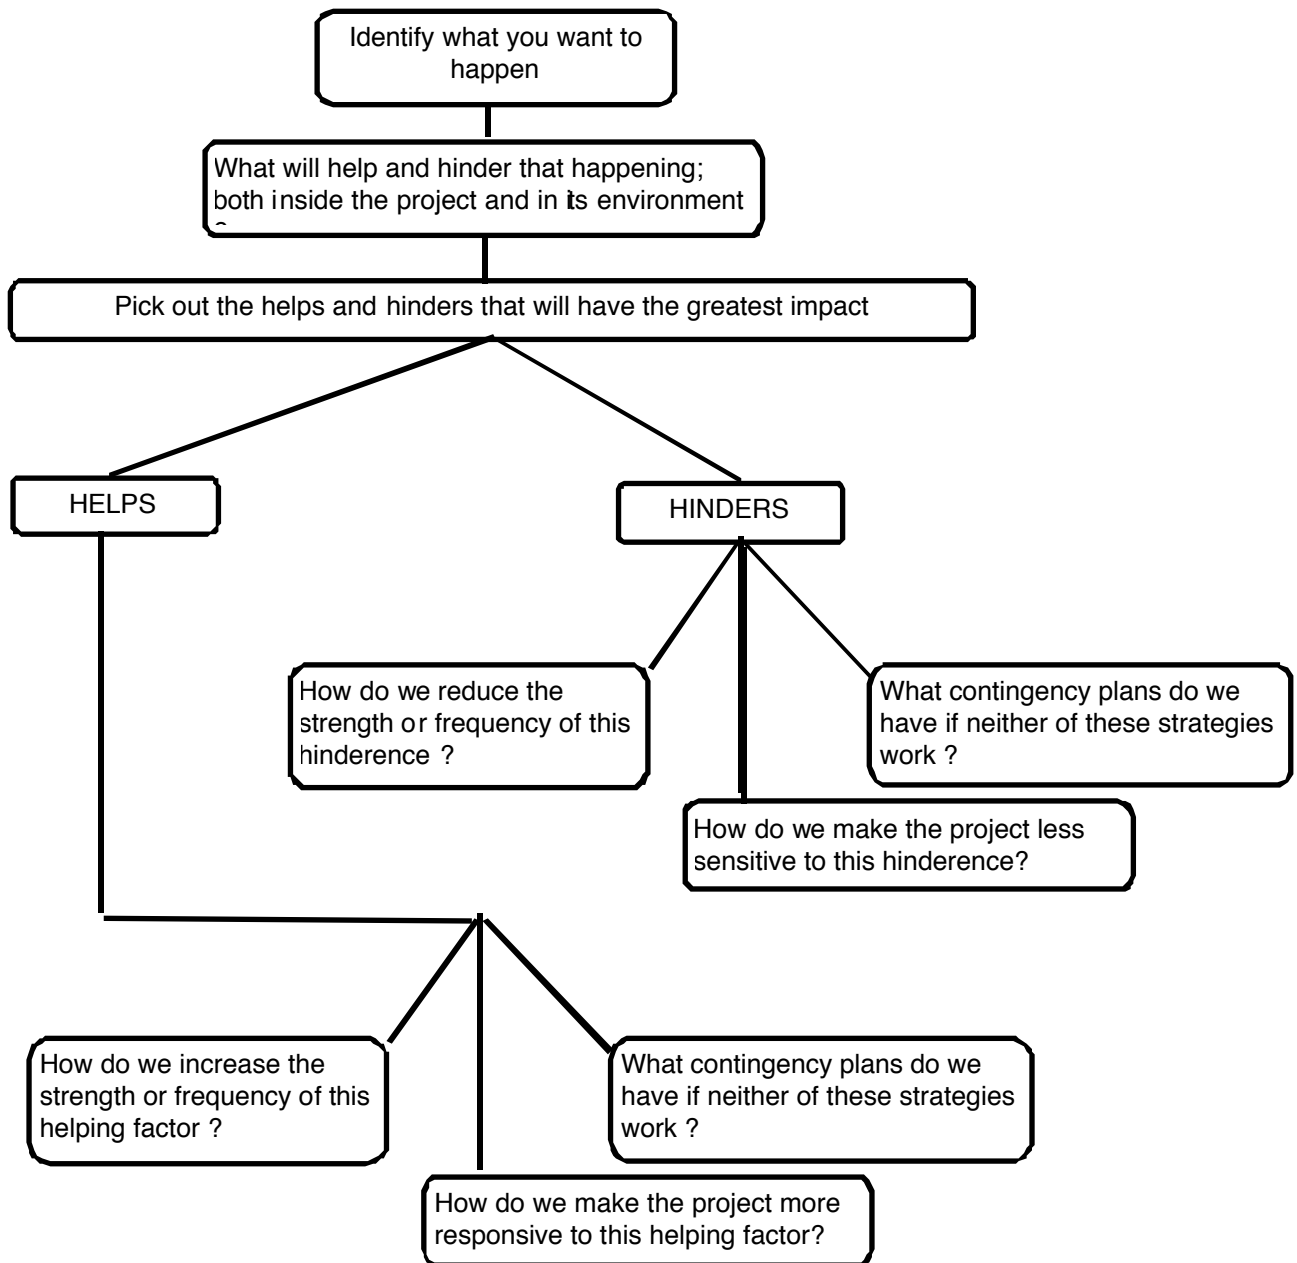 Identify what you want to
happen
What will help and hinder that happening;
both inside the project and in its environment
?
Pick out the helps and hinders that will have the greatest impact
HELPS
HINDERS
How do we reduce the
strength or frequency of this
hinderence ?
What contingency plans do we
have if neither of these strategies
work ?
How do we make the project less
sensitive to this hinderence?
How do we increase the
strength or frequency of this
helping factor ?
What contingency plans do we
have if neither of these strategies
work ?
How do we make the project more
responsive to this helping factor?